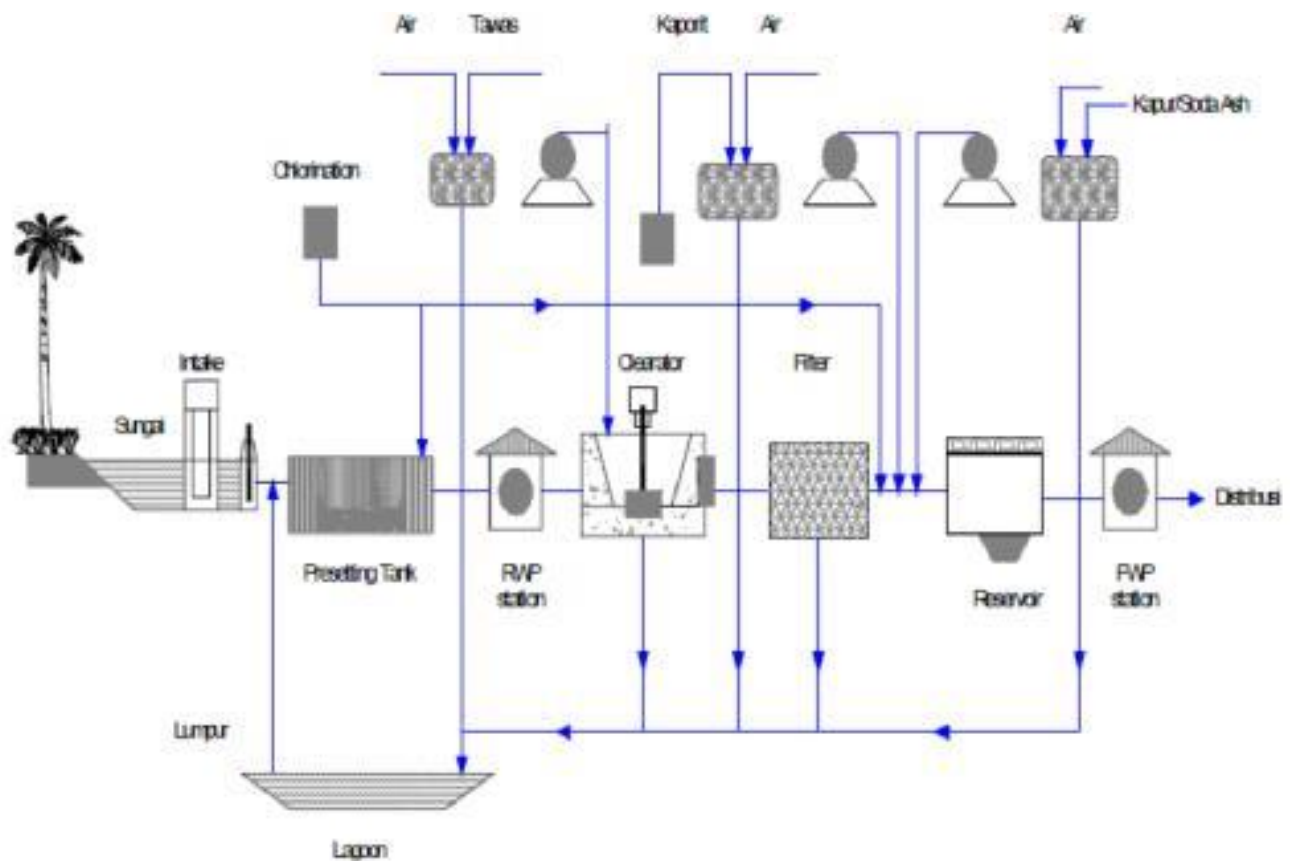 Air Tawas Kaporit Air Air
Kapur/Soda Ash
Chlorination
Intake Clearator Filter
Sungai
Distribusi
Presetting Tank RWP Reservoir FWP
station station
Lumpur
Lagoon